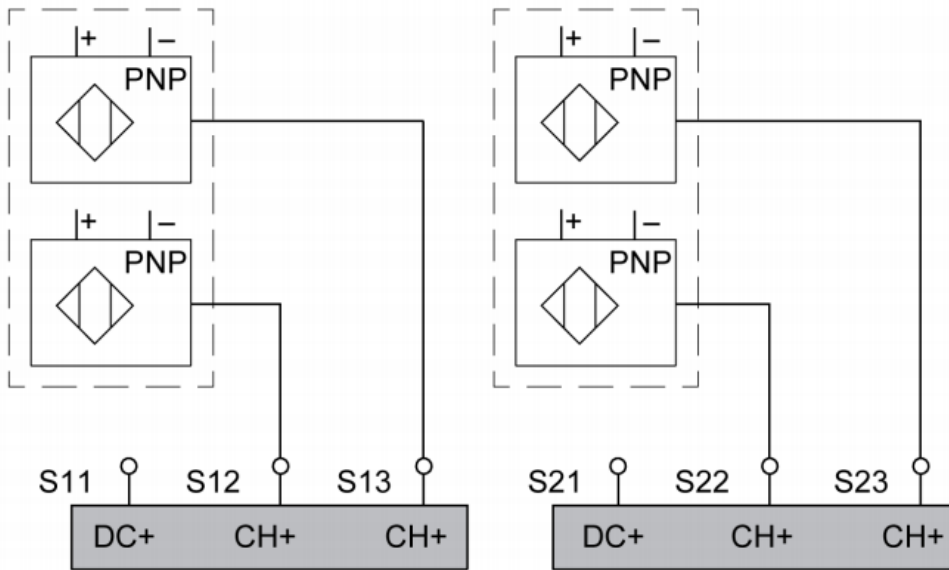 + – + –
PNP PNP
+ – + –
PNP PNP
S11 S12 S13 S21 S22 S23
DC+ CH+ CH+ DC+ CH+ CH+